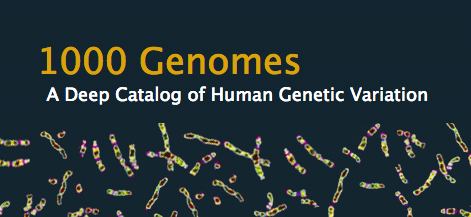 1000 Genomes
A Deep Catalog of Human Genetic Variation